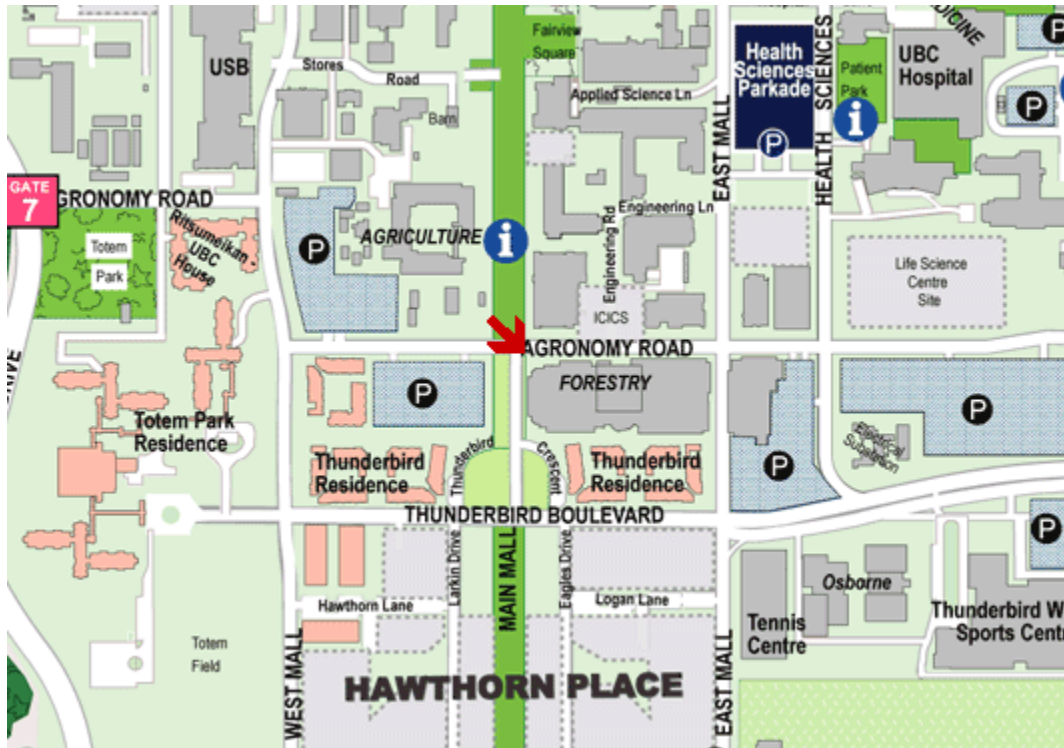 Fairview
Square
USB
Stores
Road
Applied Science Ln
Barn
EAST MALL
Health
Sciences
Parkade
P
HEALTH SCIENCES
Patient
Park
i
UBC
Hospital
P
P
GATE
7
GRONOMY ROAD
Totem
Park
Ritsumeikan -
UBC
House
P
AGRICULTURE
i
Engineering Rd
Engineering Ln
ICICS
Life Science
Centre
Site
AGRONOMY ROAD
FORESTRY
P
P
P
Totem Park
Residence
Thunderbird
Residence
Thunderbird
Crescent
Thunderbird
Residence
THUNDERBIRD BOULEVARD
P
Larkin Drive
MAIN MALL
Eagles Drive
Hawthorn Lane
Logan Lane
Osborne
Tennis
Centre
Thunderbird W
Sports Cent
Totem
Field
WEST MALL
EAST MALL
HAWTHORN PLACE